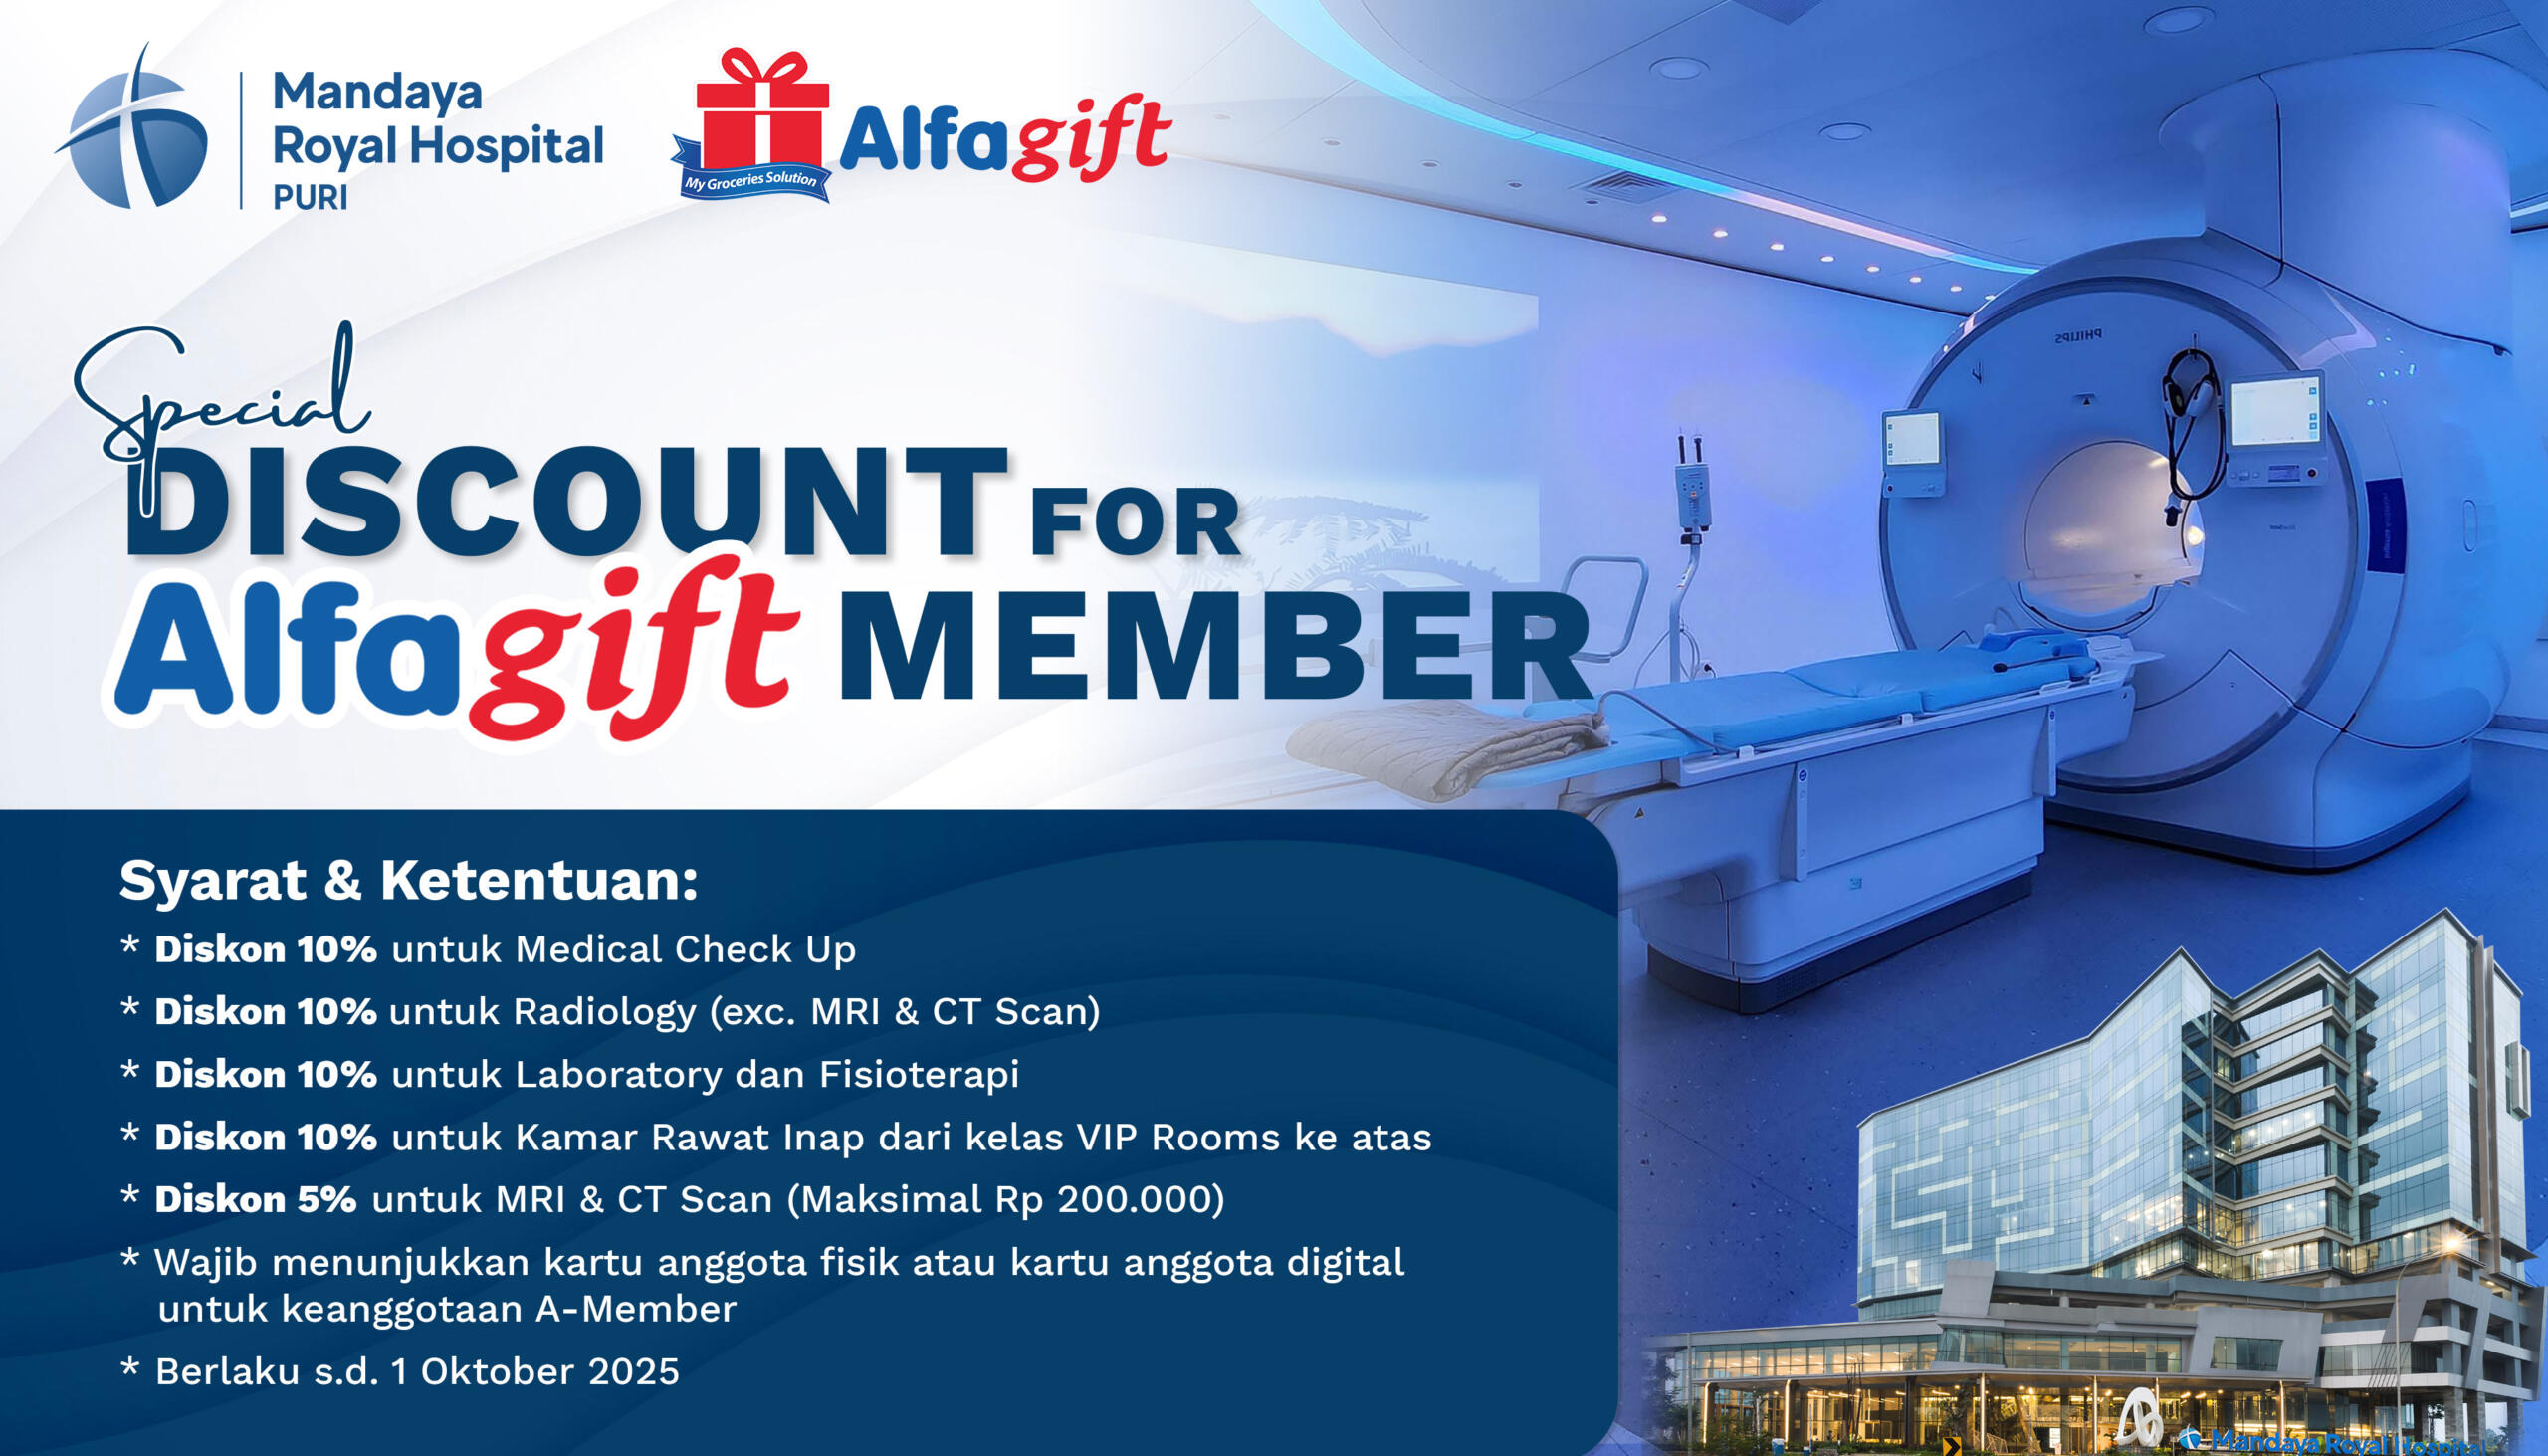 Mandaya
Royal Hospital
PURI
My Groceries Solution
Alfagift
Special
DISCOUNT FOR
Alfagift MEMBER
PHILIPS
Syarat & Ketentuan:
* Diskon 10% untuk Medical Check Up
* Diskon 10% untuk Radiology (exc. MRI & CT Scan)
* Diskon 10% untuk Laboratory dan Fisioterapi
* Diskon 10% untuk Kamar Rawat Inap dari kelas VIP Rooms ke atas
* Diskon 5% untuk MRI & CT Scan (Maksimal Rp 200.000)
* Wajib menunjukkan kartu anggota fisik atau kartu anggota digital
untuk keanggotaan A-Member
* Berlaku s.d. 1 Oktober 2025
Mandaya Royal Hospital